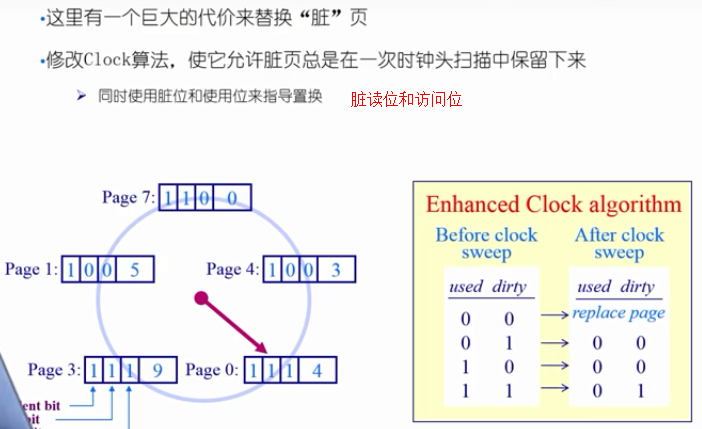 •这里有一个巨大的代价来替换“脏”页
•修改Clock算法，使它允许脏页总是在一次时钟头扫描中保留下来
➢ 同时使用脏位和使用位来指导置换 脏读位和访问位
Page 7: 1 1 0 0
Page 1: 1 0 0 5
Page 4: 1 0 0 3
Page 3: 1 1 1 9
Page 0: 1 1 1 4
ent bit
bit
Enhanced Clock algorithm
Before clock sweep
After clock sweep
used dirty used dirty
0 0 replace page
0 1 0 0
1 0 0 0
1 1 0 1